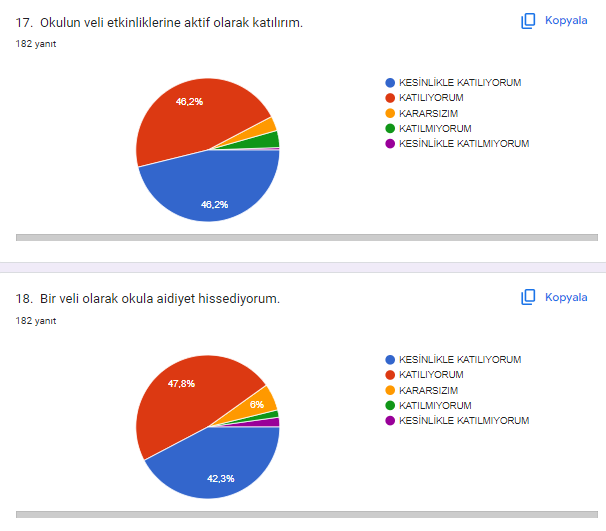 17. Okulun veli etkinliklerine aktif olarak katılırım.
Kopyala
182 yanıt
KESİNLİKLE KATILIYORUM
KATILIYORUM
KARARSIZIM
KATILMIYORUM
KESİNLİKLE KATILMIYORUM
46,2%
46,2%
18. Bir veli olarak okula aidiyet hissediyorum.
Kopyala
182 yanıt
KESİNLİKLE KATILIYORUM
KATILIYORUM
KARARSIZIM
KATILMIYORUM
KESİNLİKLE KATILMIYORUM
47,8%
6%
42,3%